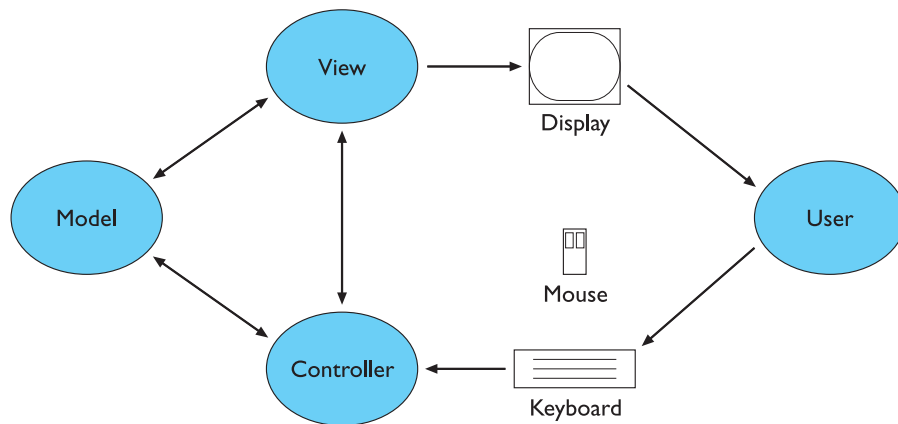 View
Display
Model
User
Mouse
Controller
Keyboard